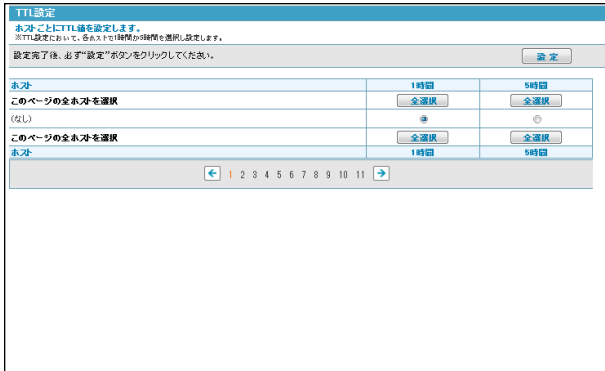 TTL設定
ホストごとにTTL値を設定します。
※TTL設定において、各ホストで1時間か5時間を選択し設定します。
設定完了後、必ず"設定"ボタンをクリックしてください。 設 定
ホスト 1時間 5時間
このページの全ホストを選択 全選択 全選択
(なし)
このページの全ホストを選択 全選択 全選択
ホスト 1時間 5時間
1 2 3 4 5 6 7 8 9 10 11